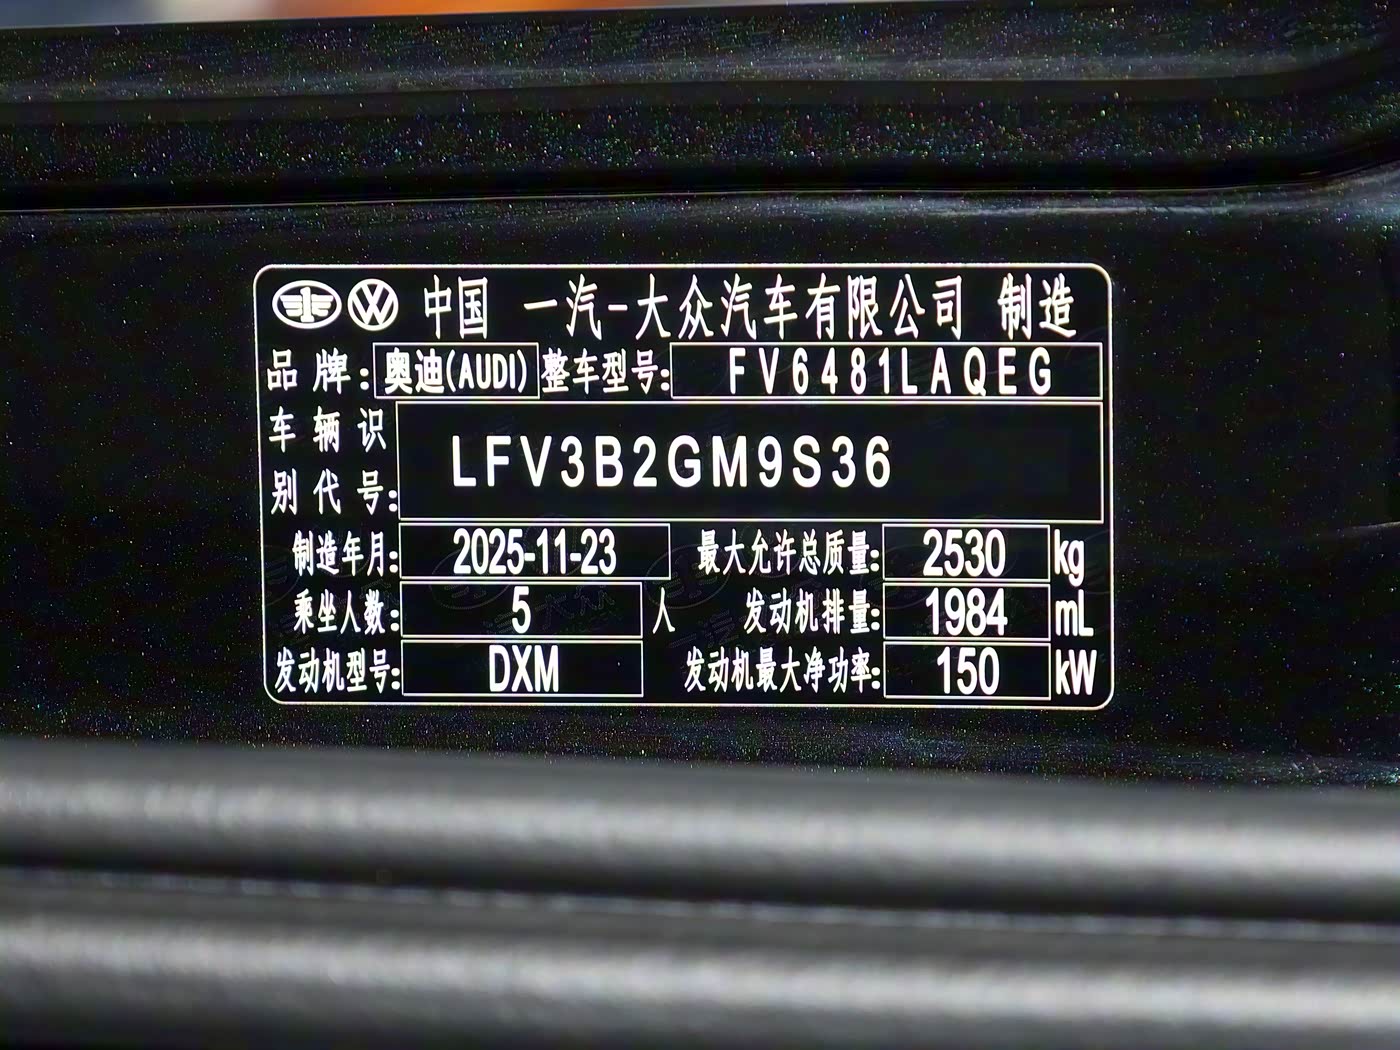 中国 一汽-大众汽车有限公司 制造
品牌: 奥迪(AUDI) 整车型号: FV6481LAQEG
车辆识别代号: LFV3B2GM9S36
制造年月: 2025-11-23 最大允许总质量: 2530 kg
乘坐人数: 5 人 发动机排量: 1984 mL
发动机型号: DXM 发动机最大净功率: 150 kW